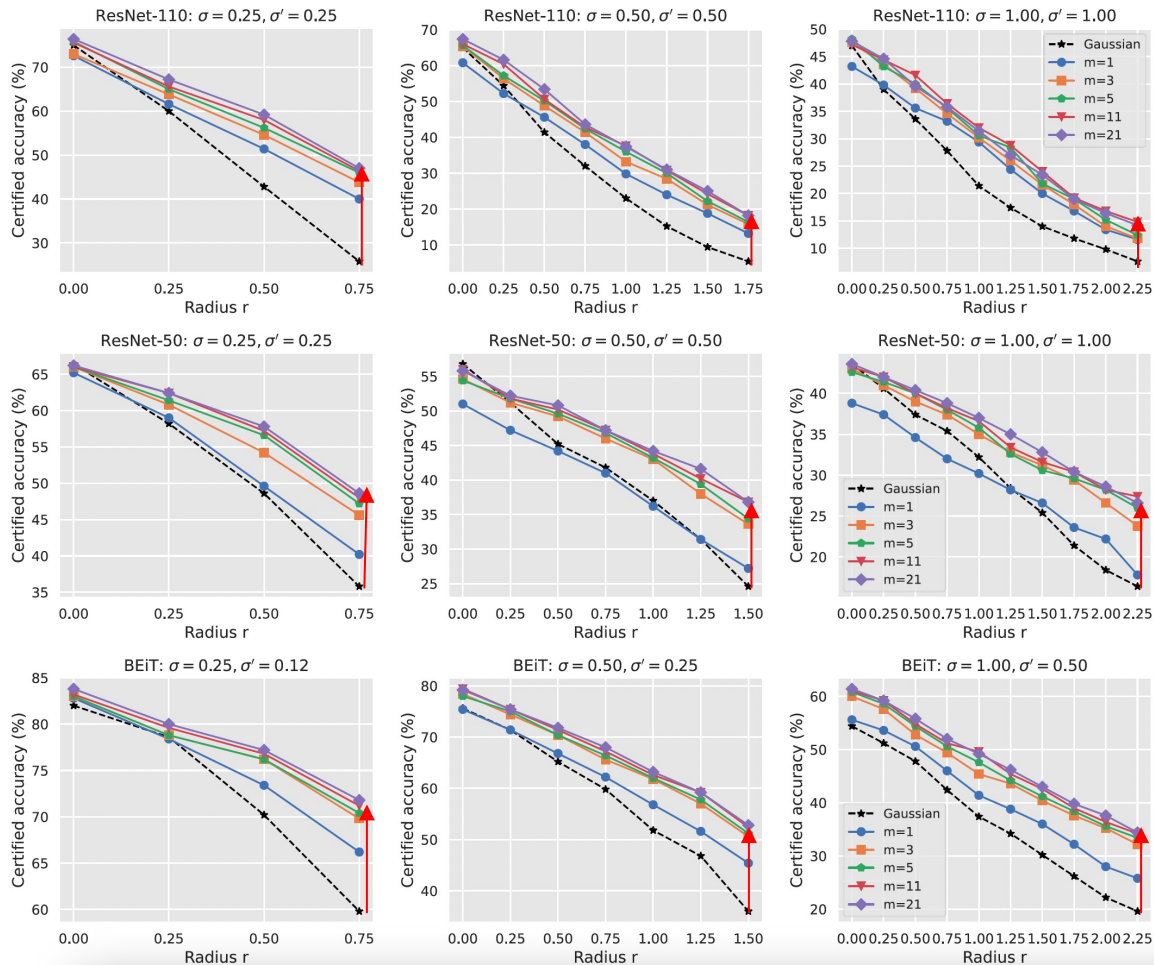 ResNet-110: σ = 0.25, σ′ = 0.25
Certified accuracy (%)
70
60
50
40
30
0.00 0.25 0.50 0.75
Radius r
ResNet-110: σ = 0.50, σ′ = 0.50
Certified accuracy (%)
70
60
50
40
30
20
10
0.00 0.25 0.50 0.75 1.00 1.25 1.50 1.75
Radius r
ResNet-110: σ = 1.00, σ′ = 1.00
Certified accuracy (%)
50
45
40
35
30
25
20
15
10
Gaussian
m=1
m=3
m=5
m=11
m=21
0.00 0.25 0.50 0.75 1.00 1.25 1.50 1.75 2.00 2.25
Radius r
ResNet-50: σ = 0.25, σ′ = 0.25
Certified accuracy (%)
65
60
55
50
45
40
35
0.00 0.25 0.50 0.75
Radius r
ResNet-50: σ = 0.50, σ′ = 0.50
Certified accuracy (%)
55
50
45
40
35
30
25
0.00 0.25 0.50 0.75 1.00 1.25 1.50
Radius r
ResNet-50: σ = 1.00, σ′ = 1.00
Certified accuracy (%)
40
35
30
25
20
Gaussian
m=1
m=3
m=5
m=11
m=21
0.00 0.25 0.50 0.75 1.00 1.25 1.50 1.75 2.00 2.25
Radius r
BEiT: σ = 0.25, σ′ = 0.12
Certified accuracy (%)
85
80
75
70
65
60
0.00 0.25 0.50 0.75
Radius r
BEiT: σ = 0.50, σ′ = 0.25
Certified accuracy (%)
80
70
60
50
40
0.00 0.25 0.50 0.75 1.00 1.25 1.50
Radius r
BEiT: σ = 1.00, σ′ = 0.50
Certified accuracy (%)
60
50
40
30
20
Gaussian
m=1
m=3
m=5
m=11
m=21
0.00 0.25 0.50 0.75 1.00 1.25 1.50 1.75 2.00 2.25
Radius r